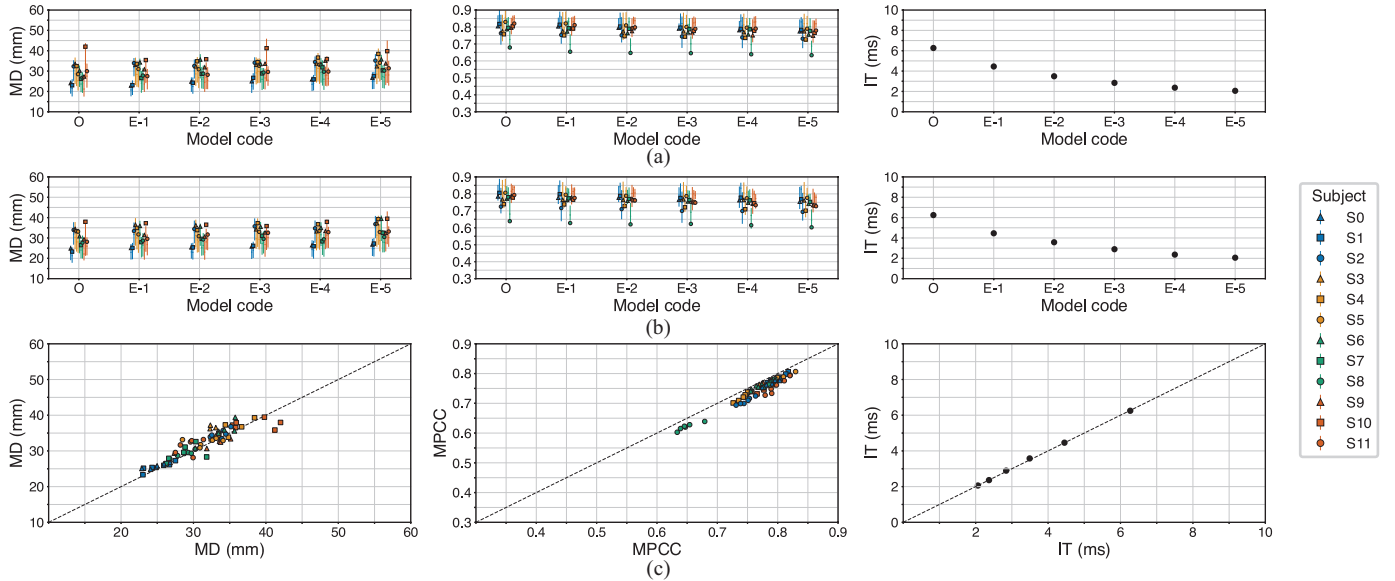 MD (mm)
60
50
40
30
20
10
O E-1 E-2 E-3 E-4 E-5
Model code
MPCC
0.9
0.8
0.7
0.6
0.5
0.4
0.3
O E-1 E-2 E-3 E-4 E-5
Model code
IT (ms)
10
8
6
4
2
0
O E-1 E-2 E-3 E-4 E-5
Model code
(a)
MD (mm)
60
50
40
30
20
10
O E-1 E-2 E-3 E-4 E-5
Model code
MPCC
0.9
0.8
0.7
0.6
0.5
0.4
0.3
O E-1 E-2 E-3 E-4 E-5
Model code
IT (ms)
10
8
6
4
2
0
O E-1 E-2 E-3 E-4 E-5
Model code
(b)
MD (mm)
60
50
40
30
20
10
20 30 40 50 60
MD (mm)
MPCC
0.9
0.8
0.7
0.6
0.5
0.4
0.3
0.4 0.5 0.6 0.7 0.8 0.9
MPCC
IT (ms)
10
8
6
4
2
0
2 4 6 8 10
IT (ms)
(c)
Subject
S0
S1
S2
S3
S4
S5
S6
S7
S8
S9
S10
S11